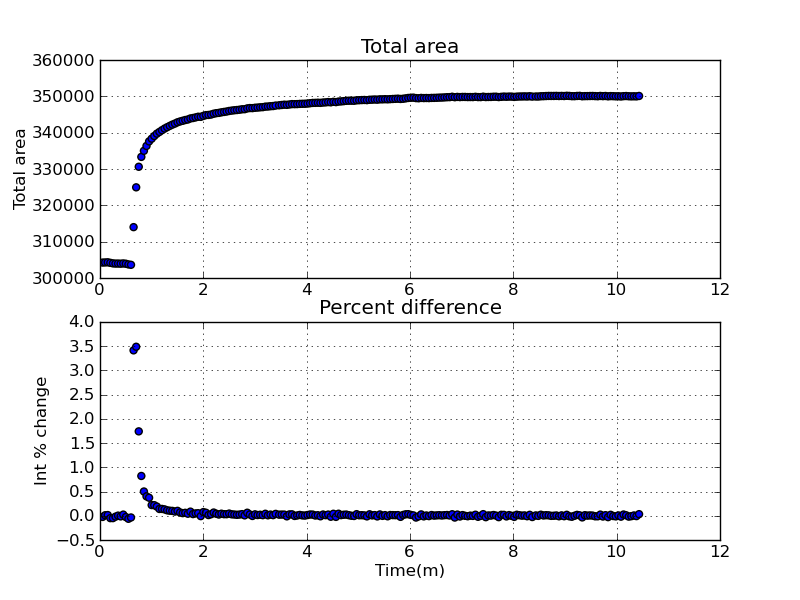 Total area
360000
350000
340000
330000
320000
310000
300000
Total area
0 2 4 6 8 10 12
Percent difference
4.0
3.5
3.0
2.5
2.0
1.5
1.0
0.5
0.0
−0.5
Int % change
0 2 4 6 8 10 12
Time(m)